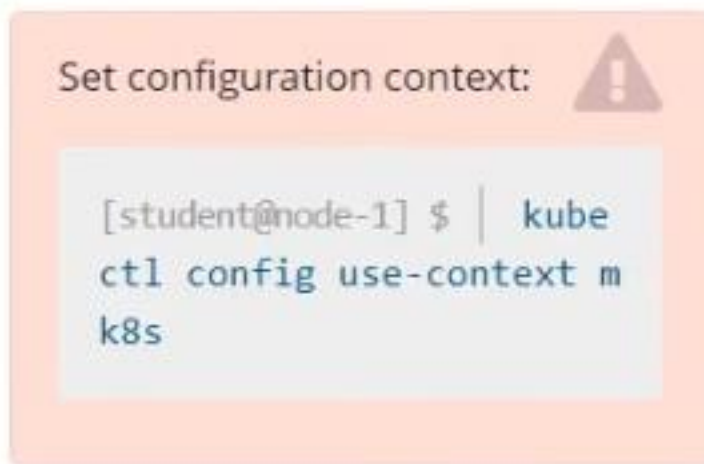 Set configuration context:
[student@node-1] $ | kube
ctl config use-context m
k8s